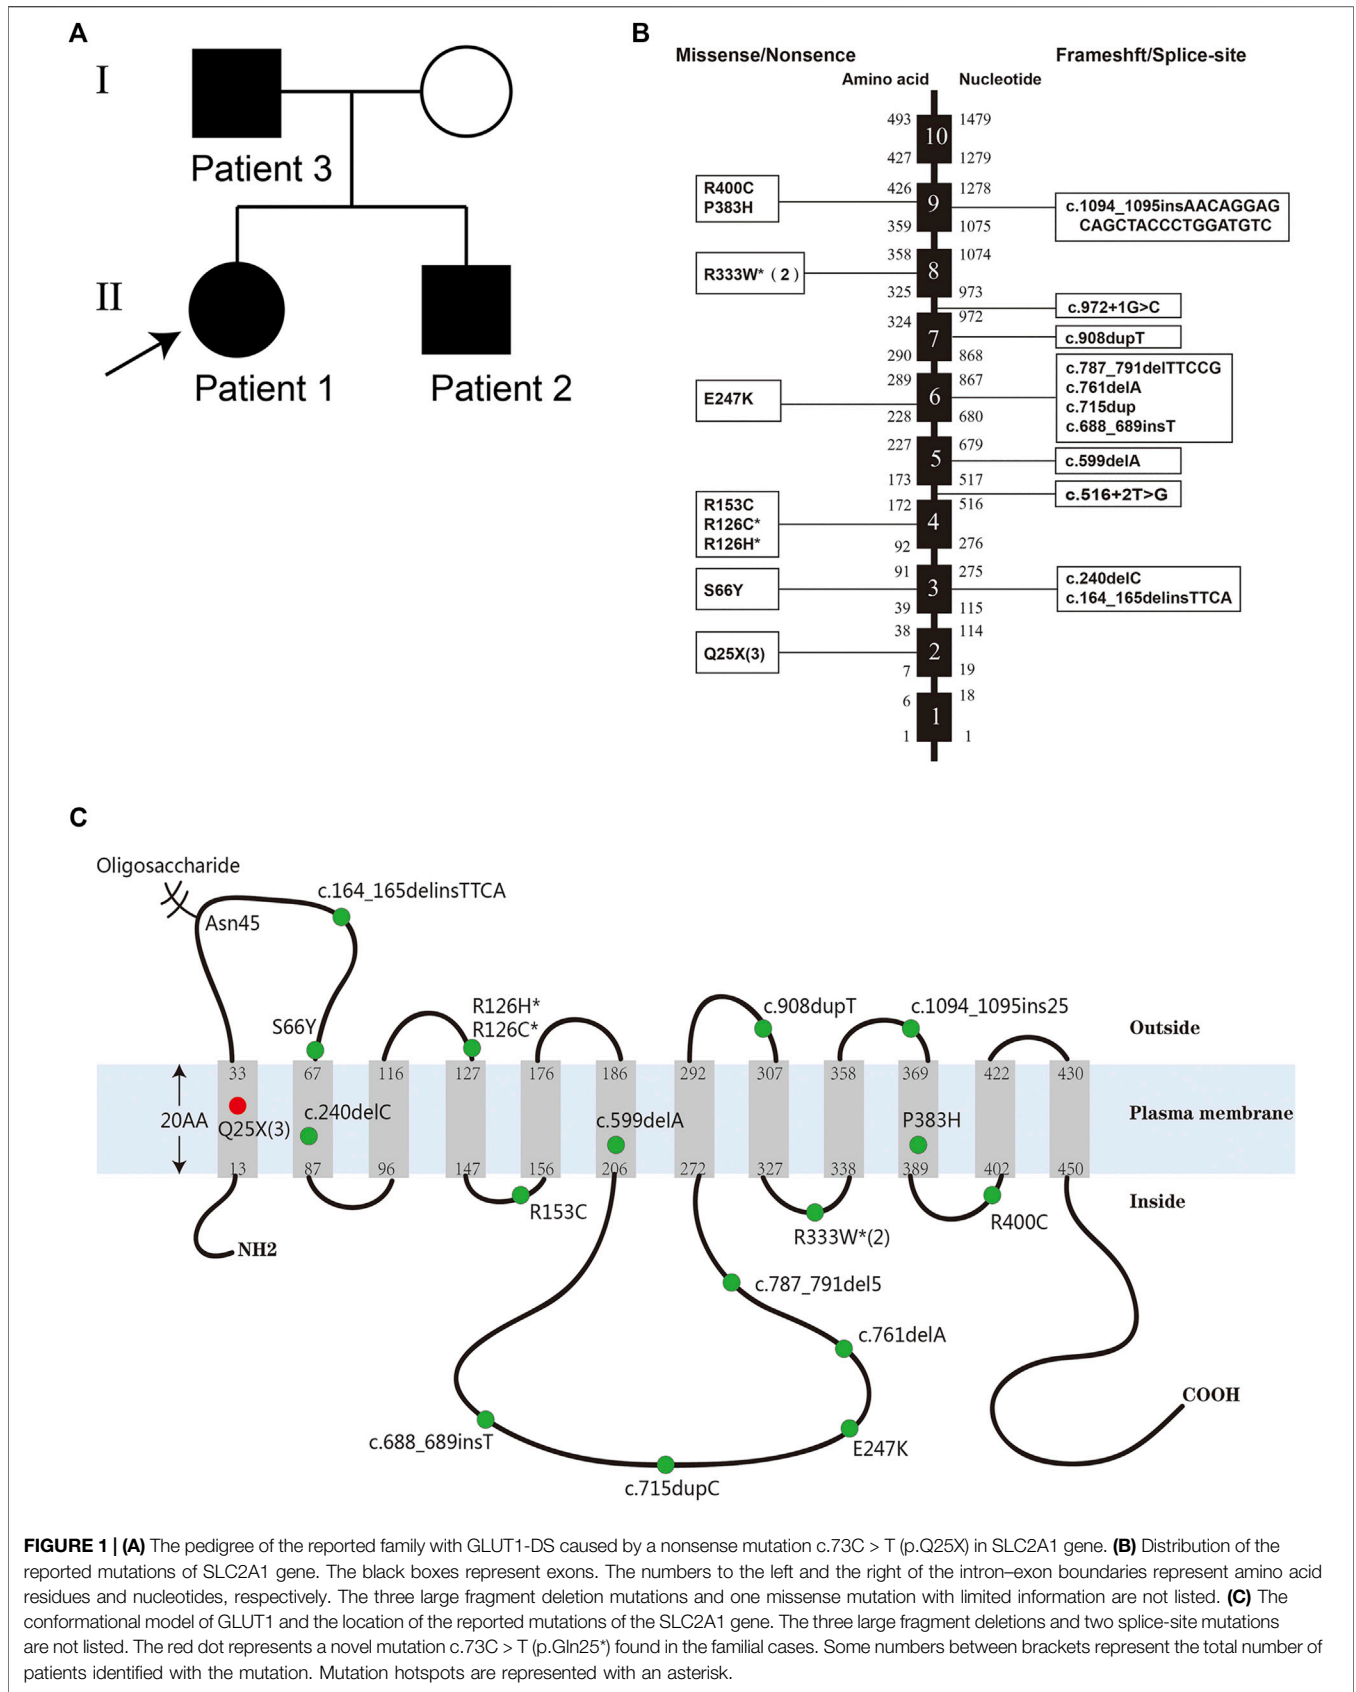 A
I
Patient 3
II
Patient 1
Patient 2
B
Missense/Nonsence
Frameshft/Splice-site
Amino acid
Nucleotide
493
1479
10
427
1279
R400C
P383H
426
1278
9
359
1075
c.1094_1095insAACAGGAG
CAGCTACCCTGGATGTC
358
1074
R333W* ( 2 )
8
325
973
c.972+1G>C
324
972
7
c.908dupT
290
868
289
867
E247K
6
c.787_791delTTCCG
c.761delA
c.715dup
c.688_689insT
228
680
227
679
5
c.599delA
173
517
c.516+2T>G
R153C
R126C*
R126H*
172
516
4
92
276
91
275
S66Y
3
c.240delC
c.164_165delinsTTCA
39
115
38
114
Q25X(3)
2
7
19
6
18
1
1
1
C
Oligosaccharide
Asn45
c.164_165delinsTTCA
S66Y
R126H*
R126C*
c.908dupT
c.1094_1095ins25
Outside
33
67
116
127
176
186
292
307
358
369
422
430
20AA
Q25X(3)
c.240delC
c.599delA
P383H
Plasma membrane
13
87
96
147
156
206
272
327
338
389
402
450
Inside
NH2
R153C
R333W*(2)
R400C
c.787_791del5
c.761delA
COOH
c.688_689insT
E247K
c.715dupC
FIGURE 1 | (A) The pedigree of the reported family with GLUT1-DS caused by a nonsense mutation c.73C > T (p.Q25X) in SLC2A1 gene. (B) Distribution of the
reported mutations of SLC2A1 gene. The black boxes represent exons. The numbers to the left and the right of the intron–exon boundaries represent amino acid
residues and nucleotides, respectively. The three large fragment deletion mutations and one missense mutation with limited information are not listed. (C) The
conformational model of GLUT1 and the location of the reported mutations of the SLC2A1 gene. The three large fragment deletions and two splice-site mutations
are not listed. The red dot represents a novel mutation c.73C > T (p.Gln25*) found in the familial cases. Some numbers between brackets represent the total number of
patients identified with the mutation. Mutation hotspots are represented with an asterisk.